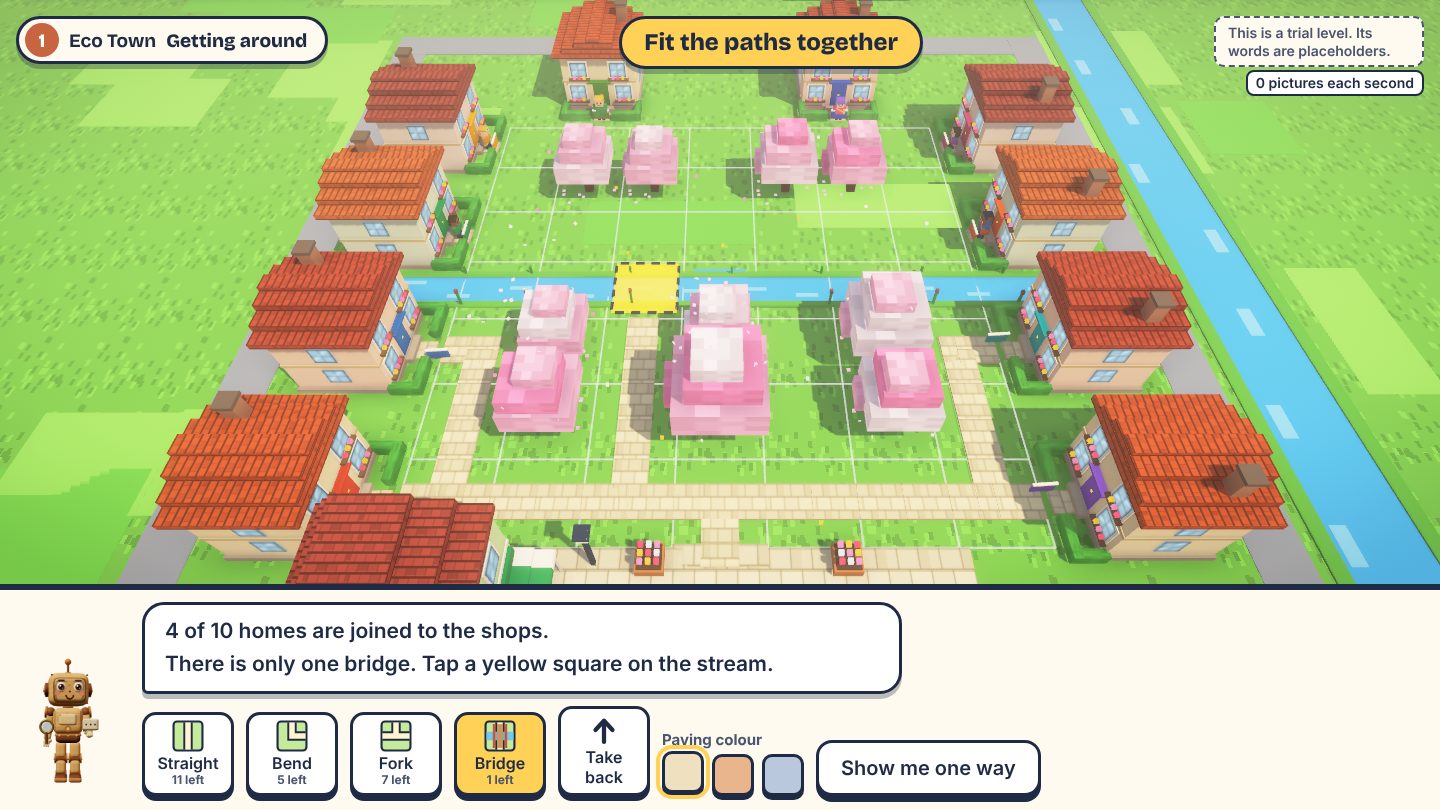 1 Eco Town Getting around
Fit the paths together
This is a trial level. Its
words are placeholders.
0 pictures each second
4 of 10 homes are joined to the shops.
There is only one bridge. Tap a yellow square on the stream.
Straight
11 left
Bend
5 left
Fork
7 left
Bridge
1 left
Take
back
Paving colour
Show me one way